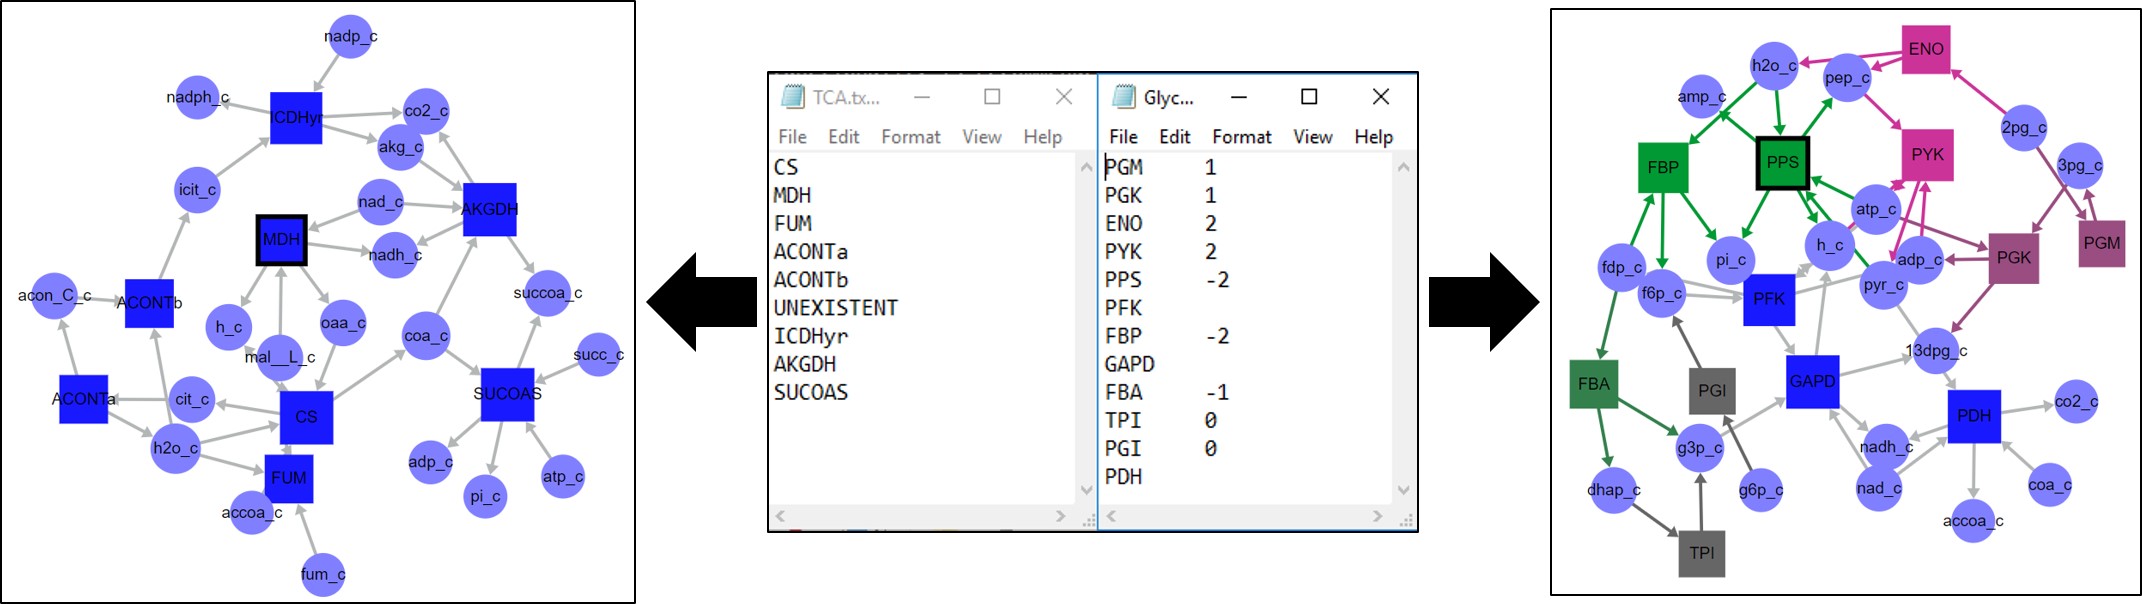 nadp_c
nadph_c
ICDHyr
co2_c
akg_c
icit_c
nad_c
AKGDH
MDH
nadh_c
acon_C_c
ACONTb
succoa_c
h_c
oaa_c
coa_c
mal__L_c
succ_c
ACONTa
cit_c
CS
SUCOAS
h2o_c
adp_c
FUM
pi_c
atp_c
accoa_c
fum_c
TCA.tx...
File Edit Format View Help
CS
MDH
FUM
ACONTa
ACONTb
UNEXISTENT
ICDHyr
AKGDH
SUCOAS
Glyc...
File Edit Format View Help
PGM 1
PGK 1
ENO 2
PYK 2
PPS -2
PFK
FBP -2
GAPD
FBA -1
TPI 0
PGI 0
PDH
ENO
h2o_c
pep_c
amp_c
2pg_c
FBP
PPS
PYK
3pg_c
atp_c
h_c
PGM
fdp_c
pi_c
adp_c
PGK
f6p_c
PFK
pyr_c
13dpg_c
FBA
PGI
GAPD
co2_c
PDH
g3p_c
nadh_c
dhap_c
g6p_c
nad_c
coa_c
accoa_c
TPI